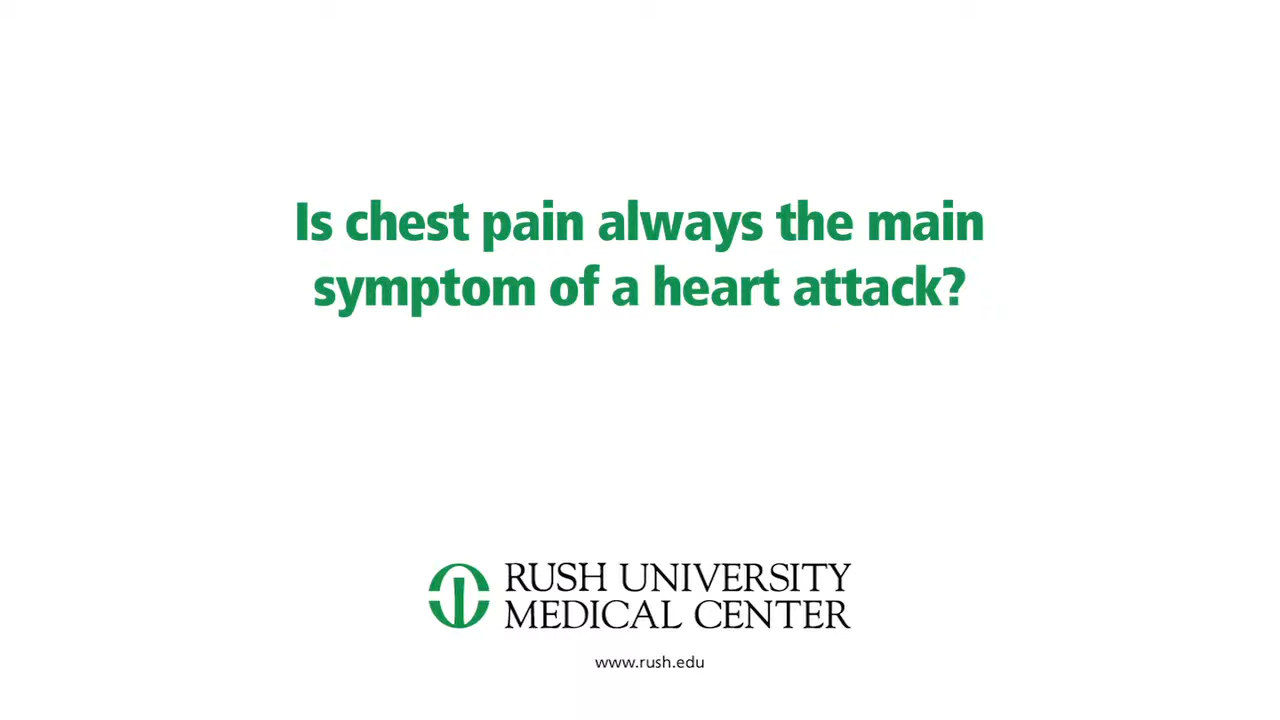 Is chest pain always the main
symptom of a heart attack?
RUSH UNIVERSITY
MEDICAL CENTER
www.rush.edu